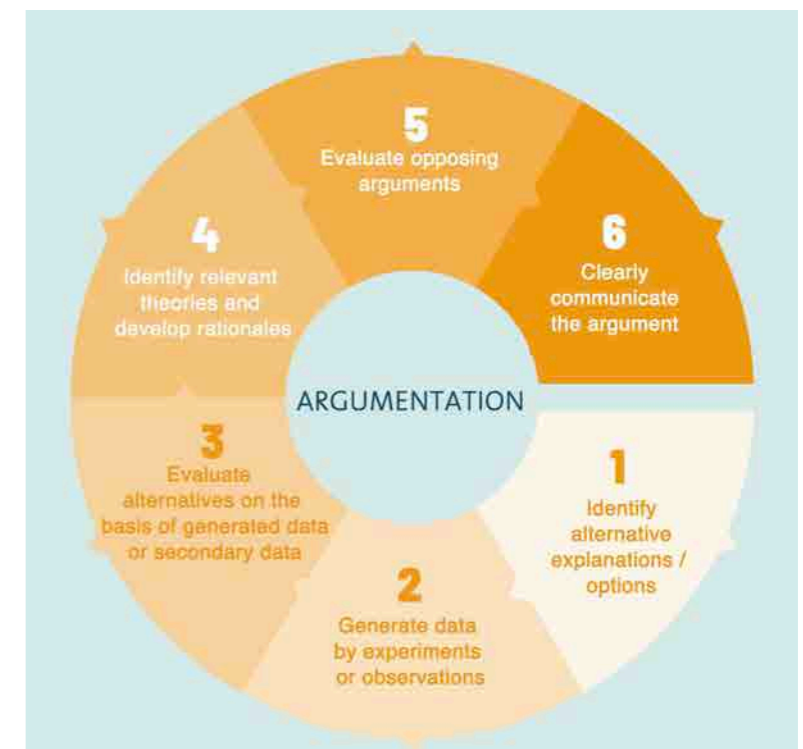 5
Evaluate opposing
arguments
6
Clearly
communicate
the argument
4
Identify relevant
theories and
develop rationales
ARGUMENTATION
3
Evaluate
alternatives on the
basis of generated data
or secondary data
1
Identify
alternative
explanations /
options
2
Generate data
by experiments
or observations